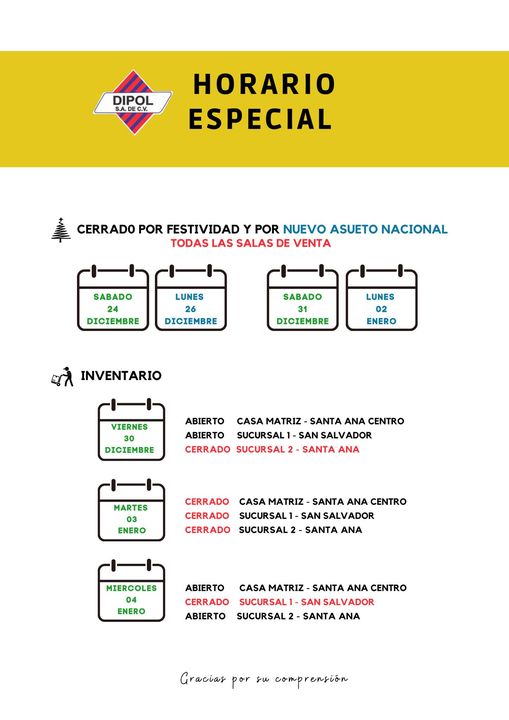 DIPOL
S.A. DE C.V.
HORARIO
ESPECIAL
CERRAD0 POR FESTIVIDAD Y POR NUEVO ASUETO NACIONAL
TODAS LAS SALAS DE VENTA
SABADO
24
DICIEMBRE
LUNES
26
DICIEMBRE
SABADO
31
DICIEMBRE
LUNES
02
ENERO
INVENTARIO
VIERNES
30
DICIEMBRE
ABIERTO CASA MATRIZ - SANTA ANA CENTRO
ABIERTO SUCURSAL 1 - SAN SALVADOR
CERRADO SUCURSAL 2 - SANTA ANA
MARTES
03
ENERO
CERRADO CASA MATRIZ - SANTA ANA CENTRO
CERRADO SUCURSAL 1 - SAN SALVADOR
CERRADO SUCURSAL 2 - SANTA ANA
MIERCOLES
04
ENERO
ABIERTO CASA MATRIZ - SANTA ANA CENTRO
CERRADO SUCURSAL 1 - SAN SALVADOR
ABIERTO SUCURSAL 2 - SANTA ANA
Gracias por su comprensión